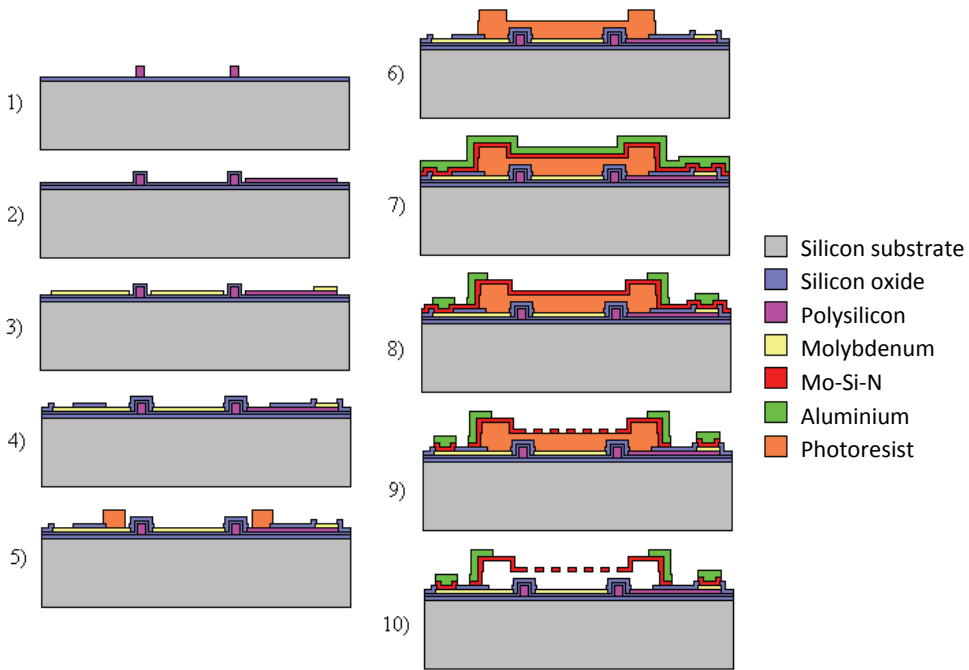 1)
2)
3)
4)
5)
6)
7)
8)
9)
10)
Silicon substrate
Silicon oxide
Polysilicon
Molybdenum
Mo-Si-N
Aluminium
Photoresist